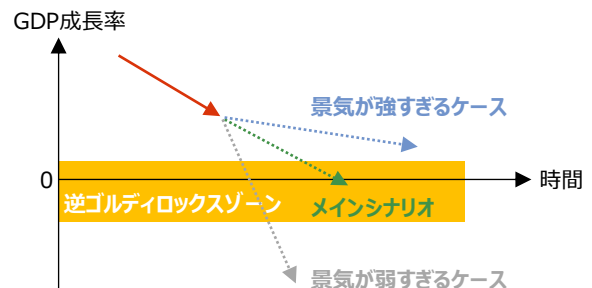 GDP成長率
景気が強すぎるケース
0
時間
逆ゴルディロックスゾーン
メインシナリオ
景気が弱すぎるケース